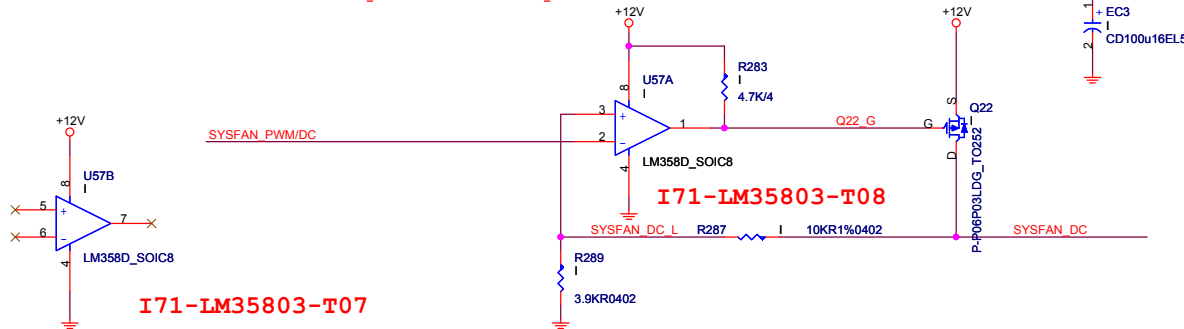 +12V
+12V
1
+ EC3
I
CD100u16EL5
2
R283
I
4.7K/4
U57A
I
8
3
+
2
−
1
4
LM358D_SOIC8
SYSFAN_PWM/DC
Q22_G
S
G
D
Q22
I
P-P06P03LDG_TO252
I71-LM35803-T08
+12V
U57B
I
8
5
+
6
−
7
4
LM358D_SOIC8
I71-LM35803-T07
SYSFAN_DC_L
R287
I
10KR1%0402
SYSFAN_DC
R289
I
3.9KR0402